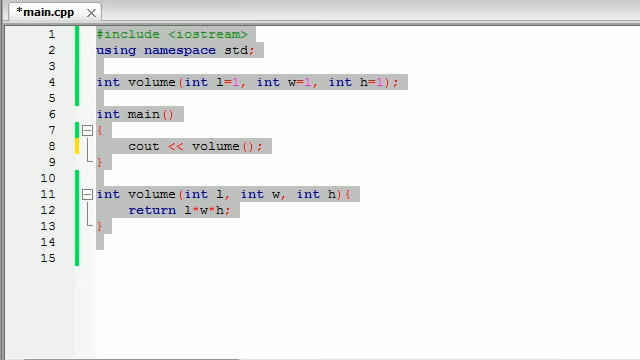 *main.cpp
1 #include <iostream>
2 using namespace std;
3
4 int volume(int l=1, int w=1, int h=1);
5
6 int main()
7 {
8 cout << volume();
9 }
10
11 int volume(int l, int w, int h){
12 return l*w*h;
13 }
14
15